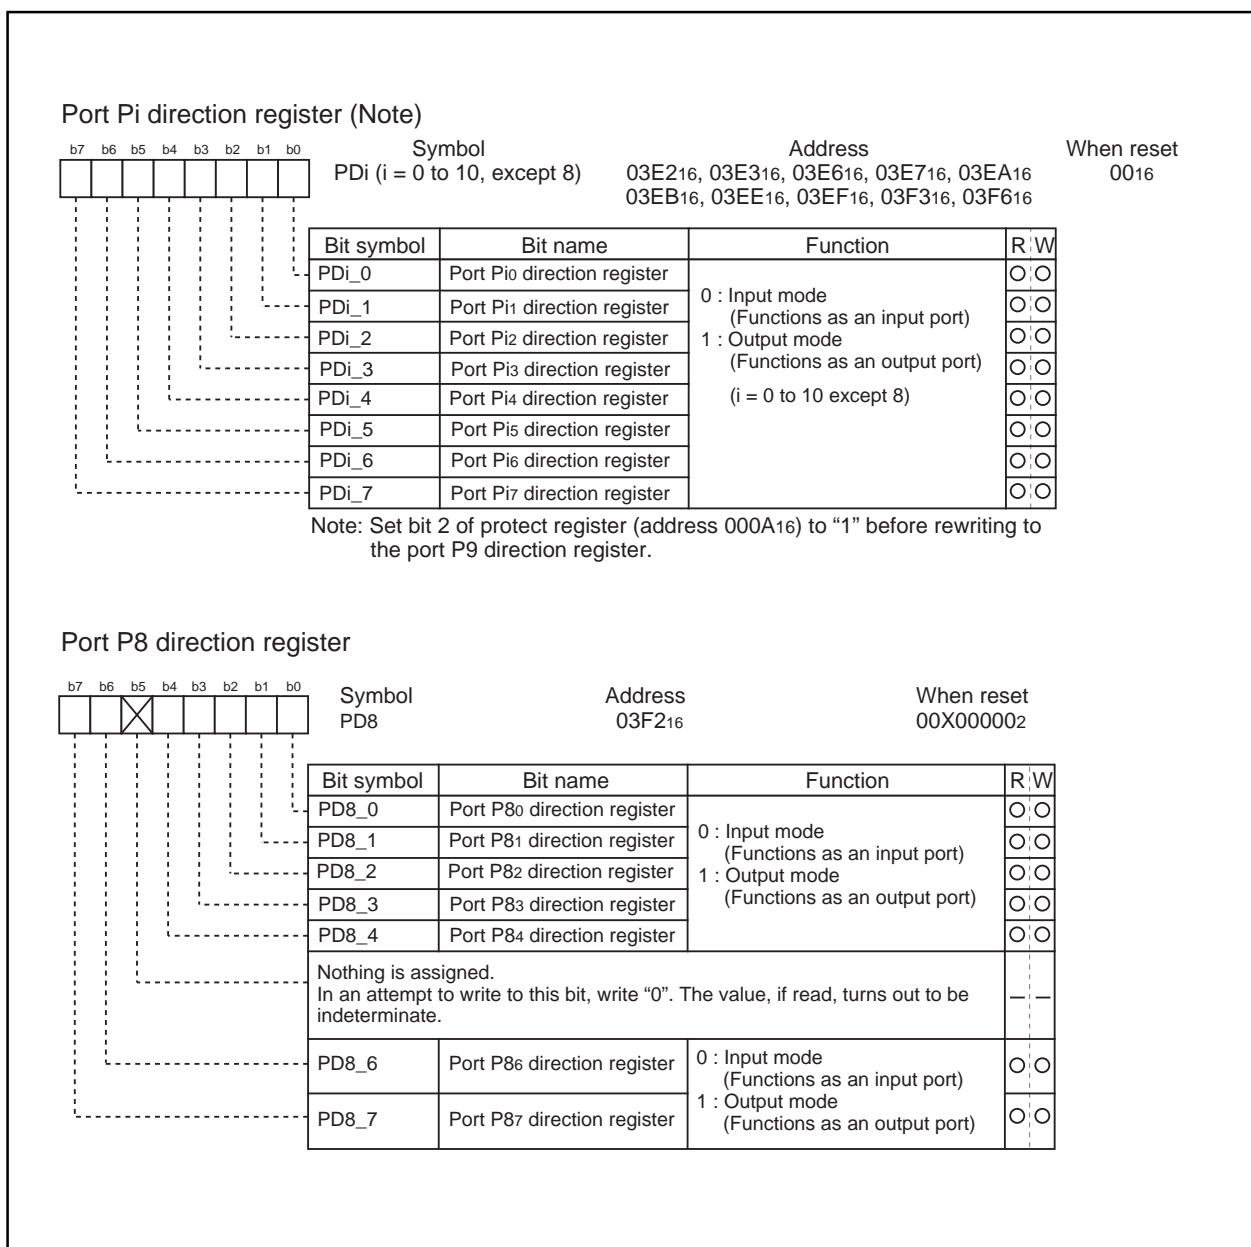 Port Pi direction register (Note)
b7 b6 b5 b4 b3 b2 b1 b0
Symbol Address When reset
PDi (i = 0 to 10, except 8) 03E216, 03E316, 03E616, 03E716, 03EA16 0016
03EB16, 03EE16, 03EF16, 03F316, 03F616
Bit symbol Bit name Function R W
PDi_0 Port Pi0 direction register
0 : Input mode
PDi_1 Port Pi1 direction register
(Functions as an input port)
PDi_2 Port Pi2 direction register
1 : Output mode
(Functions as an output port)
PDi_3 Port Pi3 direction register
PDi_4 Port Pi4 direction register
(i = 0 to 10 except 8)
PDi_5 Port Pi5 direction register
PDi_6 Port Pi6 direction register
PDi_7 Port Pi7 direction register
Note: Set bit 2 of protect register (address 000A16) to “1” before rewriting to
the port P9 direction register.
Port P8 direction register
b7 b6 b5 b4 b3 b2 b1 b0
Symbol Address When reset
PD8 03F216 00X000002
Bit symbol Bit name Function R W
PD8_0 Port P80 direction register
0 : Input mode
PD8_1 Port P81 direction register
(Functions as an input port)
PD8_2 Port P82 direction register
1 : Output mode
(Functions as an output port)
PD8_3 Port P83 direction register
PD8_4 Port P84 direction register
Nothing is assigned.
In an attempt to write to this bit, write “0”. The value, if read, turns out to be
indeterminate.
PD8_6 Port P86 direction register 0 : Input mode
(Functions as an input port)
1 : Output mode
PD8_7 Port P87 direction register (Functions as an output port)